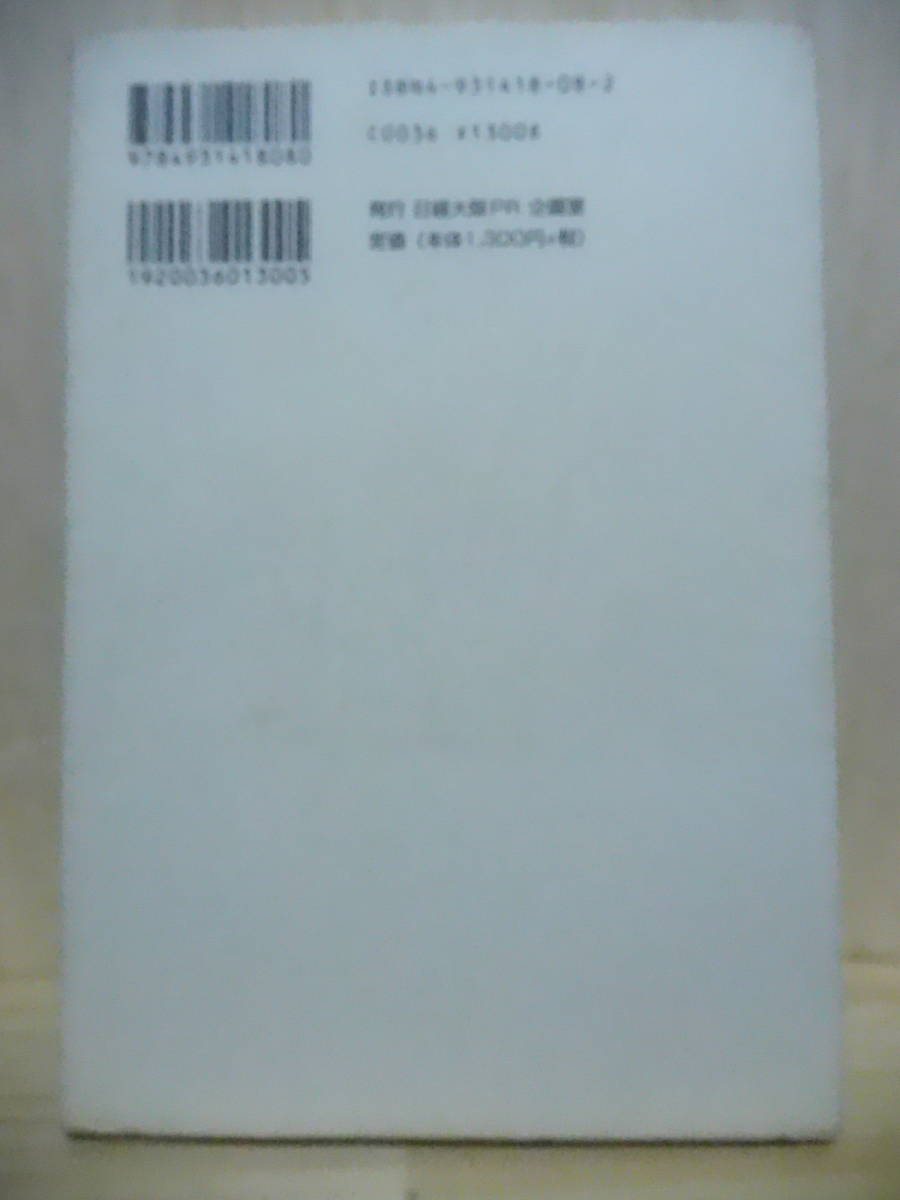 9784931418080
1920036013005
ISBN4-931418-08-2
C0036 ¥1300E
発行 日経大阪PR 企画室
定価（本体1,300円+税）